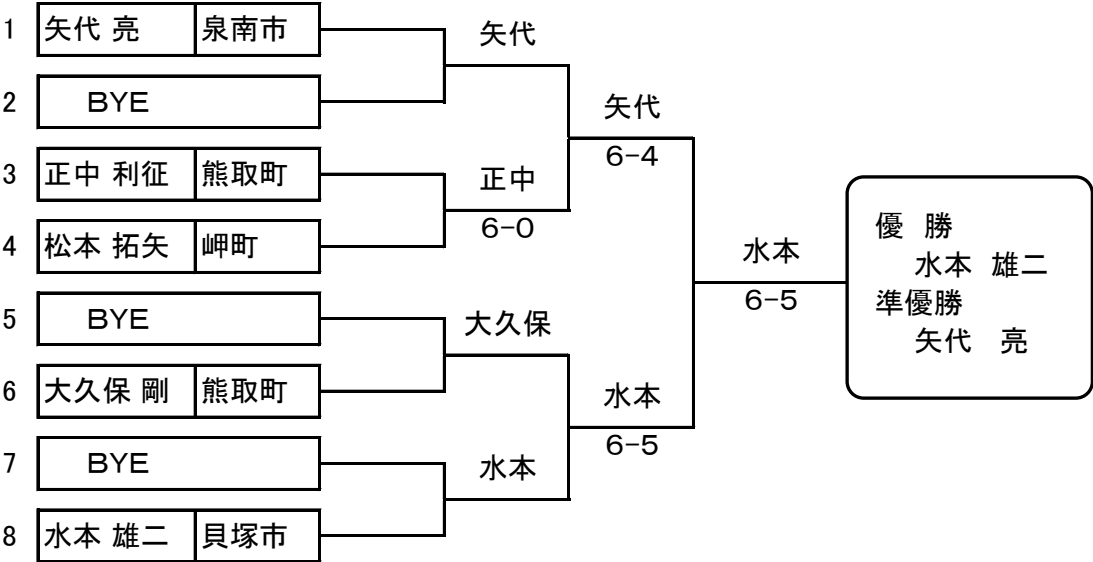 1 矢代 亮 泉南市
2 BYE
3 正中 利征 熊取町
4 松本 拓矢 岬町
5 BYE
6 大久保 剛 熊取町
7 BYE
8 水本 雄二 貝塚市
矢代
正中
6-0
大久保
水本
矢代
6-4
水本
6-5
水本
6-5
優 勝
水本 雄二
準優勝
矢代 亮